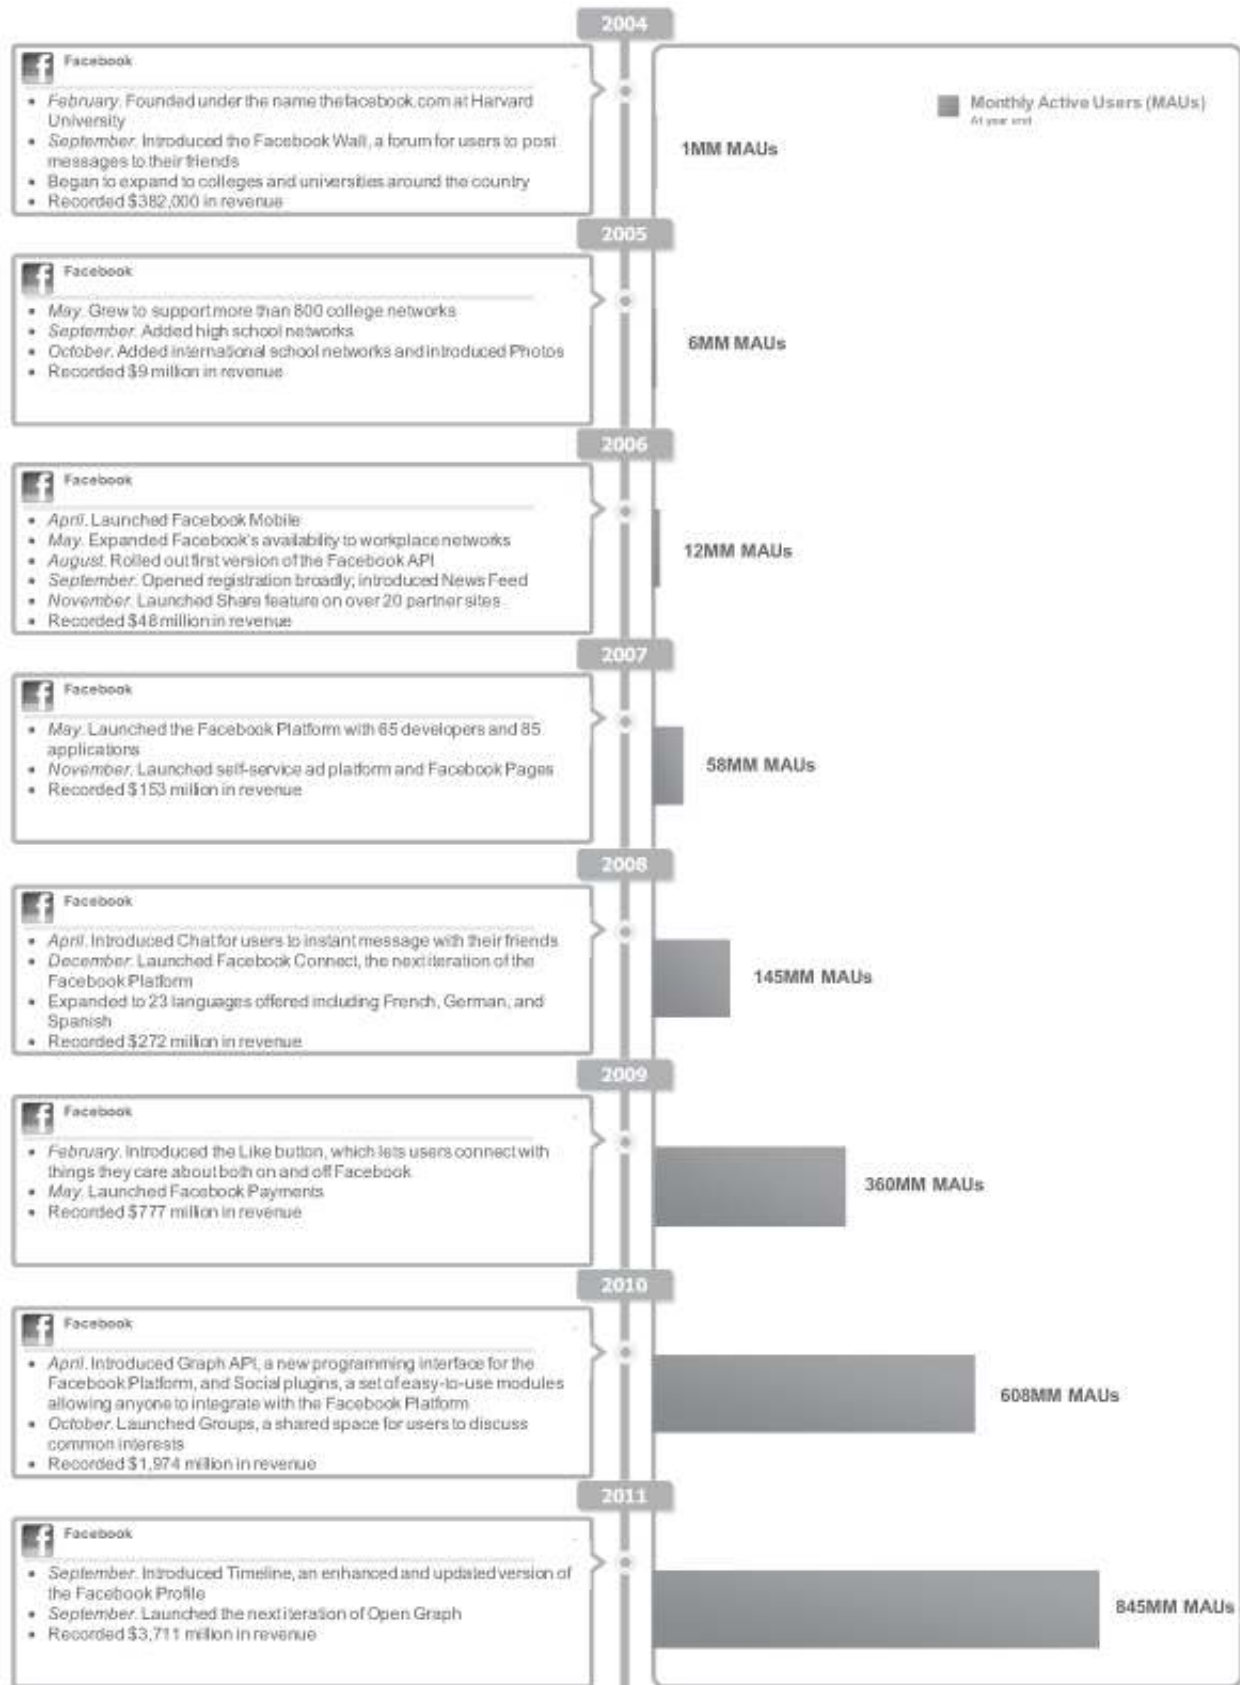 2004
Facebook
• February. Founded under the name thefacebook.com at Harvard
University
• September. Introduced the Facebook Wall, a forum for users to post
messages to their friends
• Began to expand to colleges and universities around the country
• Recorded $382,000 in revenue
Monthly Active Users (MAUs)
At year end
1MM MAUs
2005
Facebook
• May. Grew to support more than 800 college networks
• September. Added high school networks
• October. Added international school networks and introduced Photos
• Recorded $9 million in revenue
6MM MAUs
2006
Facebook
• April. Launched Facebook Mobile
• May. Expanded Facebook's availability to workplace networks
• August. Rolled out first version of the Facebook API
• September. Opened registration broadly; introduced News Feed
• November. Launched Share feature on over 20 partner sites
• Recorded $48 million in revenue
12MM MAUs
2007
Facebook
• May. Launched the Facebook Platform with 65 developers and 85
applications
• November. Launched self-service ad platform and Facebook Pages
• Recorded $153 million in revenue
58MM MAUs
2008
Facebook
• April. Introduced Chat for users to instant message with their friends
• December. Launched Facebook Connect, the next iteration of the
Facebook Platform
• Expanded to 23 languages offered including French, German, and
Spanish
• Recorded $272 million in revenue
145MM MAUs
2009
Facebook
• February. Introduced the Like button, which lets users connect with
things they care about both on and off Facebook
• May. Launched Facebook Payments
• Recorded $777 million in revenue
360MM MAUs
2010
Facebook
• April. Introduced Graph API, a new programming interface for the
Facebook Platform, and Social plugins, a set of easy-to-use modules
allowing anyone to integrate with the Facebook Platform
• October. Launched Groups, a shared space for users to discuss
common interests
• Recorded $1,974 million in revenue
608MM MAUs
2011
Facebook
• September. Introduced Timeline, an enhanced and updated version of
the Facebook Profile
• September. Launched the next iteration of Open Graph
• Recorded $3,711 million in revenue
845MM MAUs